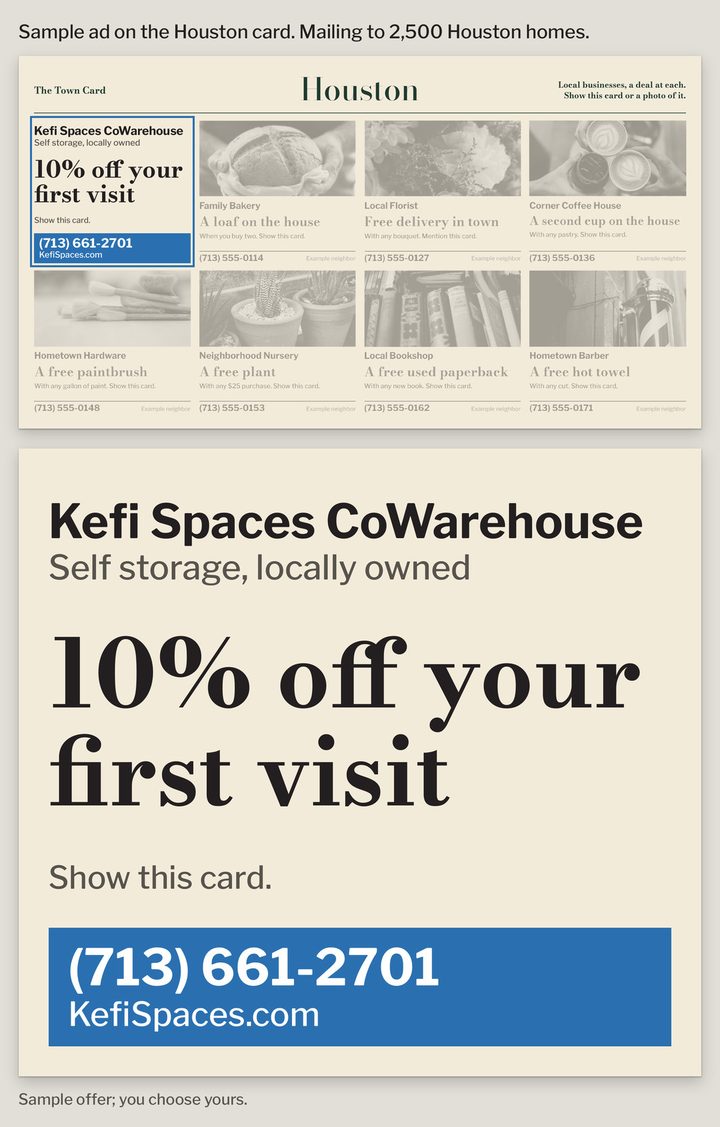 Sample ad on the Houston card. Mailing to 2,500 Houston homes.
The Town Card
Houston
Local businesses, a deal at each.
Show this card or a photo of it.
Kefi Spaces CoWarehouse
Self storage, locally owned
10% off your
first visit
Show this card.
(713) 661-2701
KefiSpaces.com
Family Bakery
A loaf on the house
When you buy two. Show this card.
(713) 555-0114
Example neighbor
Local Florist
Free delivery in town
With any bouquet. Mention this card.
(713) 555-0127
Example neighbor
Corner Coffee House
A second cup on the house
With any pastry. Show this card.
(713) 555-0136
Example neighbor
Hometown Hardware
A free paintbrush
With any gallon of paint. Show this card.
(713) 555-0148
Example neighbor
Neighborhood Nursery
A free plant
With any $25 purchase. Show this card.
(713) 555-0153
Example neighbor
Local Bookshop
A free used paperback
With any new book. Show this card.
(713) 555-0162
Example neighbor
Hometown Barber
A free hot towel
With any cut. Show this card.
(713) 555-0171
Example neighbor
Kefi Spaces CoWarehouse
Self storage, locally owned
10% off your
first visit
Show this card.
(713) 661-2701
KefiSpaces.com
Sample offer; you choose yours.